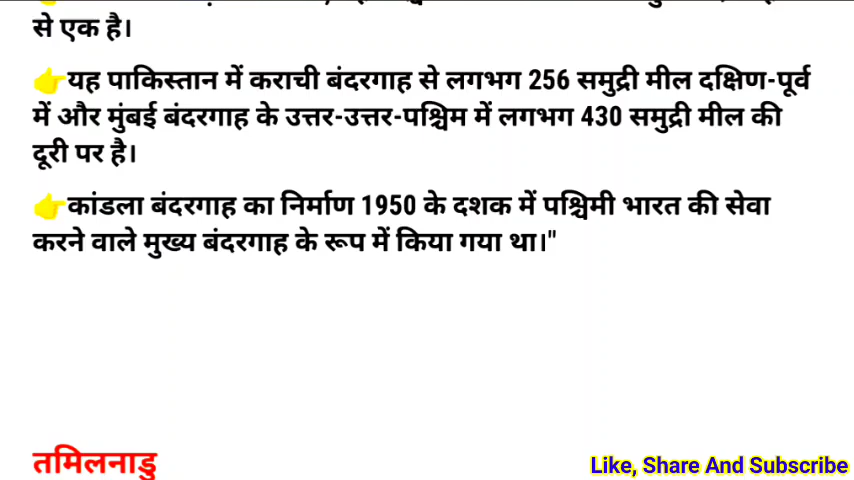 से एक है।
👉यह पाकिस्तान में कराची बंदरगाह से लगभग 256 समुद्री मील दक्षिण-पूर्व
में और मुंबई बंदरगाह के उत्तर-उत्तर-पश्चिम में लगभग 430 समुद्री मील की
दूरी पर है।
👉कांडला बंदरगाह का निर्माण 1950 के दशक में पश्चिमी भारत की सेवा
करने वाले मुख्य बंदरगाह के रूप में किया गया था।"
तमिलनाडु
Like, Share And Subscribe